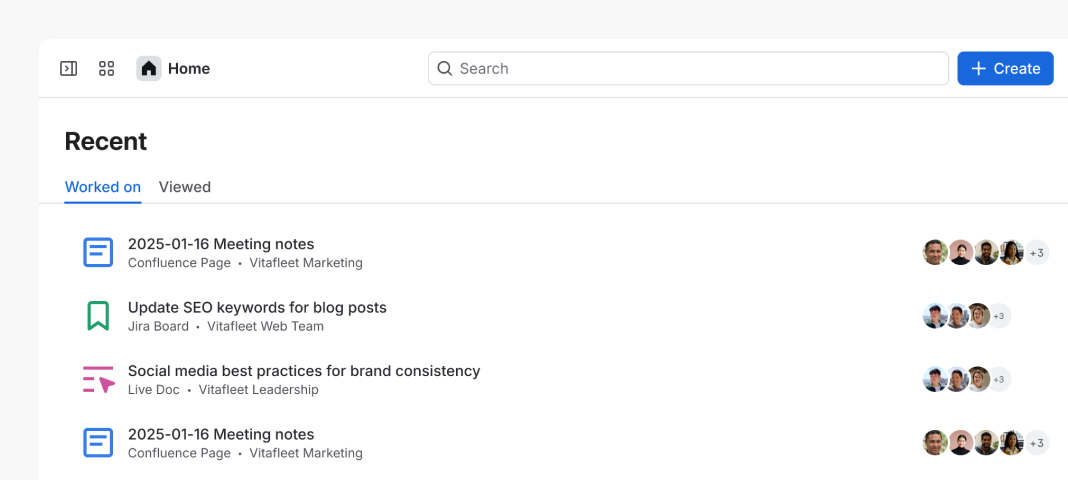 Home
Search
Create
Recent
Worked on
Viewed
2025-01-16 Meeting notes
Confluence Page • Vitafleet Marketing
+3
Update SEO keywords for blog posts
Jira Board • Vitafleet Web Team
+3
Social media best practices for brand consistency
Live Doc • Vitafleet Leadership
+3
2025-01-16 Meeting notes
Confluence Page • Vitafleet Marketing
+3